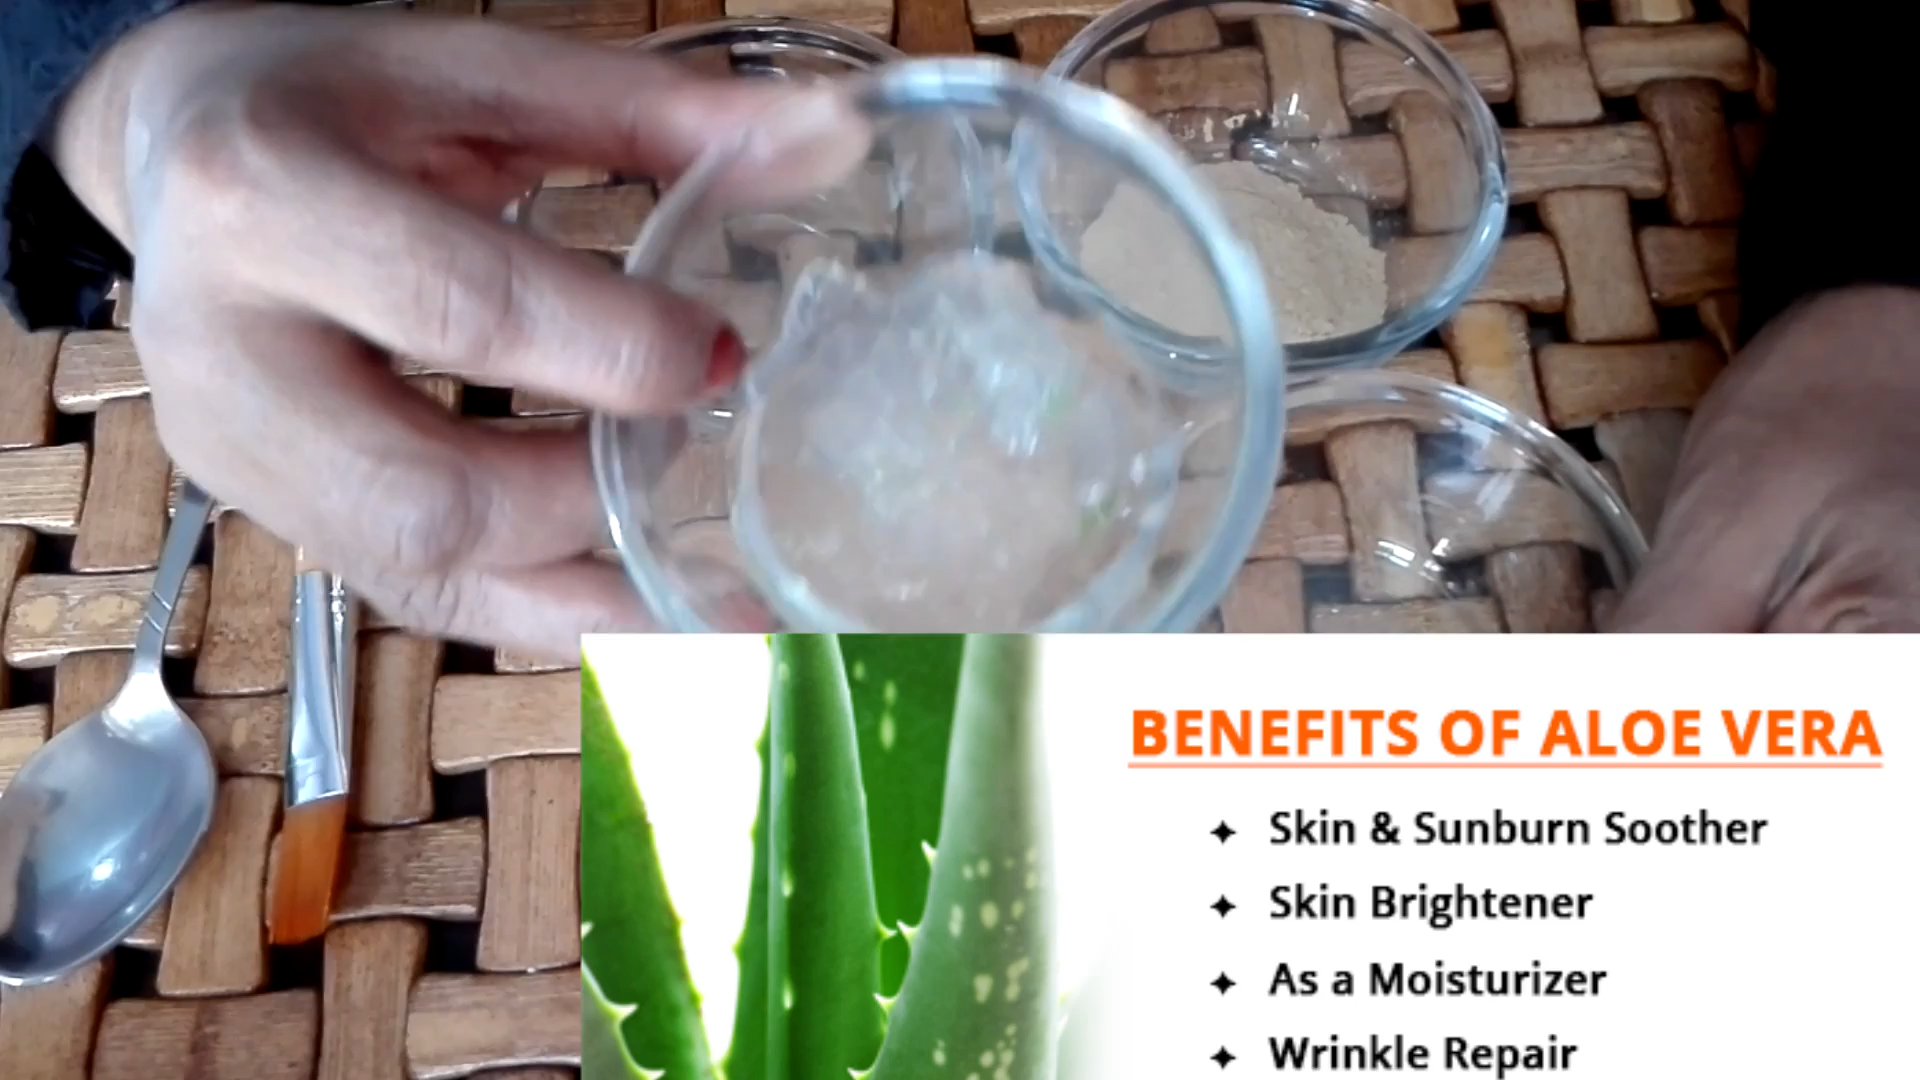 BENEFITS OF ALOE VERA
✦ Skin & Sunburn Soother
✦ Skin Brightener
✦ As a Moisturizer
✦ Wrinkle Repair